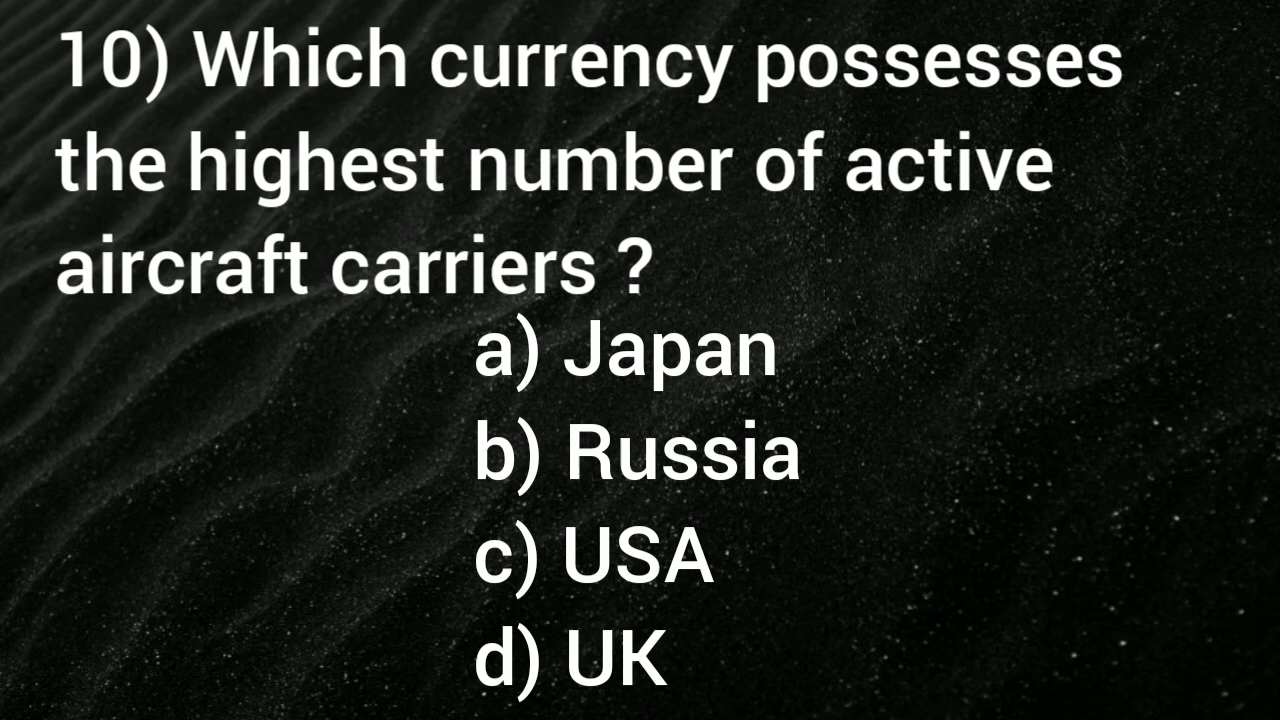 10) Which currency possesses
the highest number of active
aircraft carriers ?
a) Japan
b) Russia
c) USA
d) UK